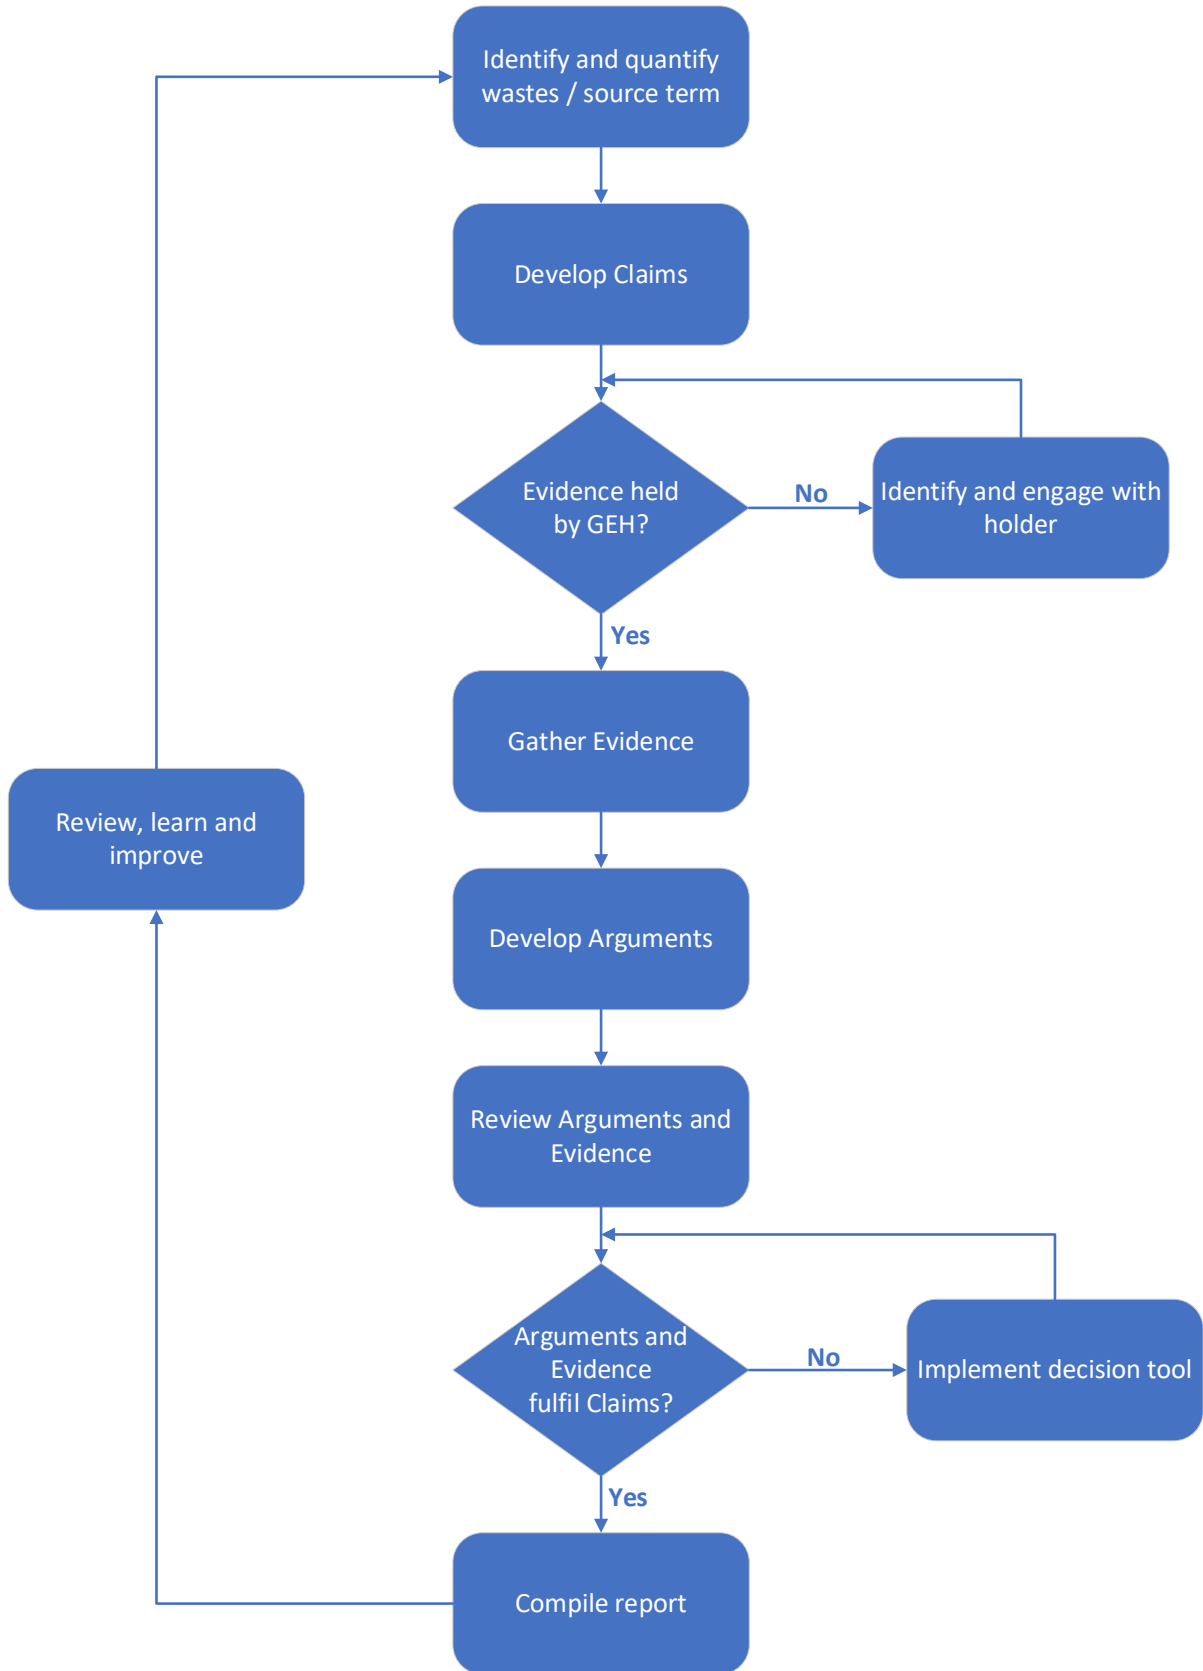 Identify and quantify
wastes / source term
Develop Claims
Evidence held
by GEH?
No
Identify and engage with
holder
Yes
Gather Evidence
Review, learn and
improve
Develop Arguments
Review Arguments and
Evidence
Arguments and
Evidence
fulfil Claims?
No
Implement decision tool
Yes
Compile report